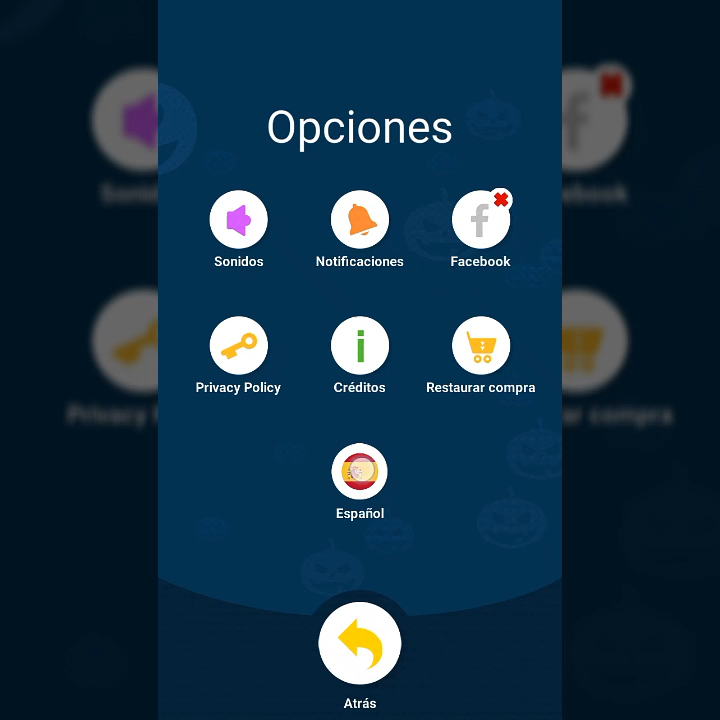 Opciones
Sonidos
Notificaciones
Facebook
Privacy Policy
Créditos
Restaurar compra
Español
Atrás